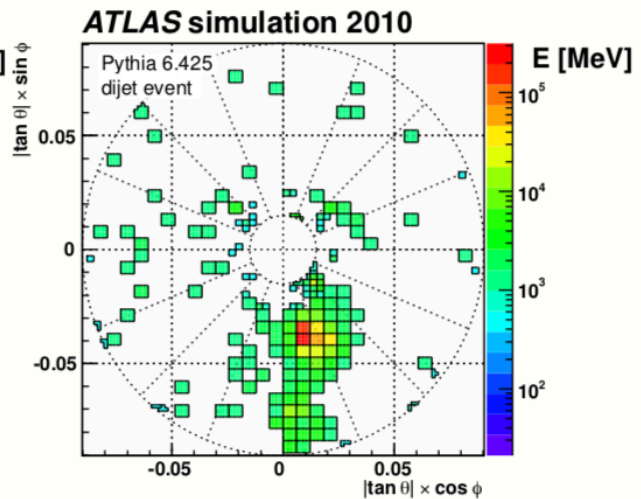 ATLAS simulation 2010
]
E [MeV]
Pythia 6.425
dijet event
|tan θ| × sin ϕ
0.05
0
-0.05
10⁵
10⁴
10³
10²
-0.05
0
0.05
|tan θ| × cos ϕ